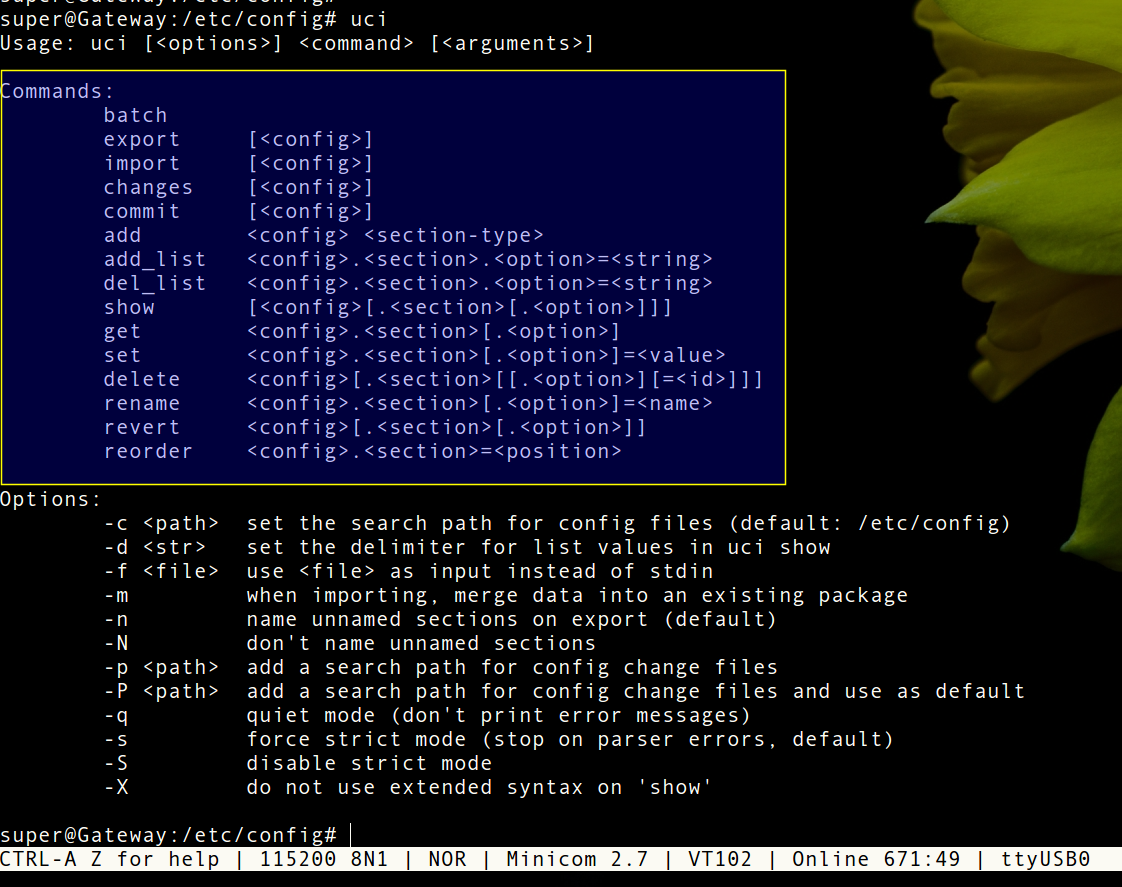 super@Gateway:/etc/config# uci
Usage: uci [<options>] <command> [<arguments>]
Commands:
batch
export [<config>]
import [<config>]
changes [<config>]
commit [<config>]
add <config> <section-type>
add_list <config>.<section>.<option>=<string>
del_list <config>.<section>.<option>=<string>
show [<config>[.<section>[.<option>]]]
get <config>.<section>[.<option>]
set <config>.<section>[.<option>]=<value>
delete <config>[.<section>[[.<option>][=<id>]]]
rename <config>.<section>[.<option>]=<name>
revert <config>[.<section>[.<option>]]
reorder <config>.<section>=<position>
Options:
-c <path> set the search path for config files (default: /etc/config)
-d <str> set the delimiter for list values in uci show
-f <file> use <file> as input instead of stdin
-m when importing, merge data into an existing package
-n name unnamed sections on export (default)
-N don't name unnamed sections
-p <path> add a search path for config change files
-P <path> add a search path for config change files and use as default
-q quiet mode (don't print error messages)
-s force strict mode (stop on parser errors, default)
-S disable strict mode
-X do not use extended syntax on 'show'
super@Gateway:/etc/config#
CTRL-A Z for help | 115200 8N1 | NOR | Minicom 2.7 | VT102 | Online 671:49 | ttyUSB0